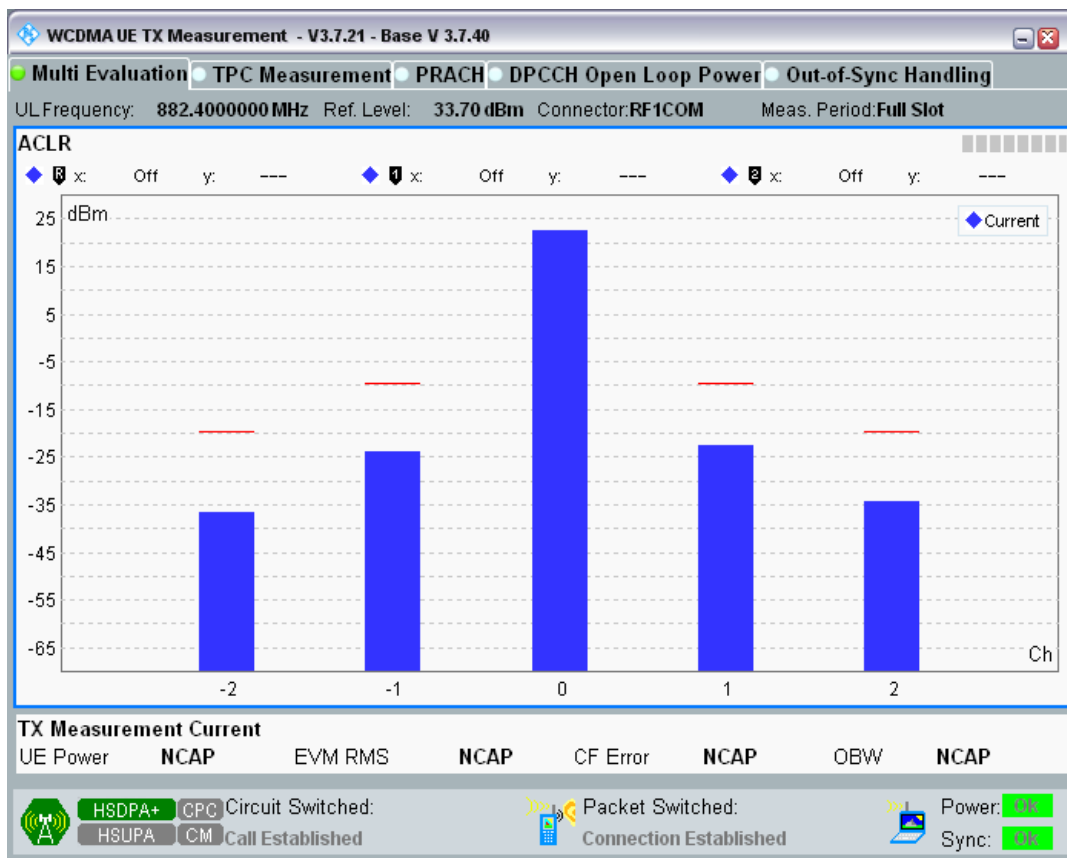 WCDMA UE TX Measurement - V3.7.21 - Base V 3.7.40
Multi Evaluation TPC Measurement PRACH DPCCH Open Loop Power Out-of-Sync Handling
UL Frequency: 882.4000000 MHz Ref. Level: 33.70 dBm Connector:RF1COM Meas. Period:Full Slot
ACLR
R x: Off y: --- 1 x: Off y: --- 2 x: Off y: ---
dBm
Current
25
15
5
-5
-15
-25
-35
-45
-55
-65
Ch
-2 -1 0 1 2
TX Measurement Current
UE Power NCAP EVM RMS NCAP CF Error NCAP OBW NCAP
HSDPA+ CPC Circuit Switched: Packet Switched: Power: Ok
HSUPA CM Call Established Connection Established Sync: Ok